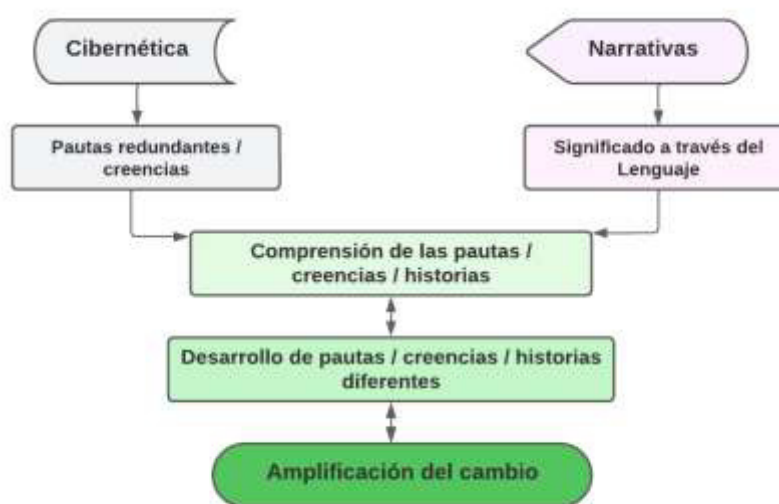 Cibernética
Narrativas
Pautas redundantes /
creencias
Significado a través del
Lenguaje
Comprensión de las pautas /
creencias / historias
Desarrollo de pautas / creencias / historias
diferentes
Amplificación del cambio